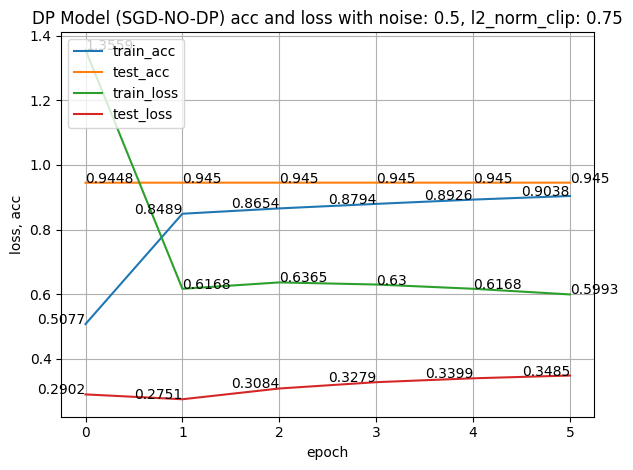 DP Model (SGD-NO-DP) acc and loss with noise: 0.5, l2_norm_clip: 0.75
1.4
1.3559
train_acc
test_acc
train_loss
test_loss
1.2
1.0
0.9448 0.945 0.945 0.945 0.945 0.945
0.8489 0.8654 0.8794 0.8926 0.9038
0.8
loss, acc
0.6168 0.6365 0.63 0.6168 0.5993
0.6
0.5077
0.4
0.2902 0.2751 0.3084 0.3279 0.3399 0.3485
0 1 2 3 4 5
epoch